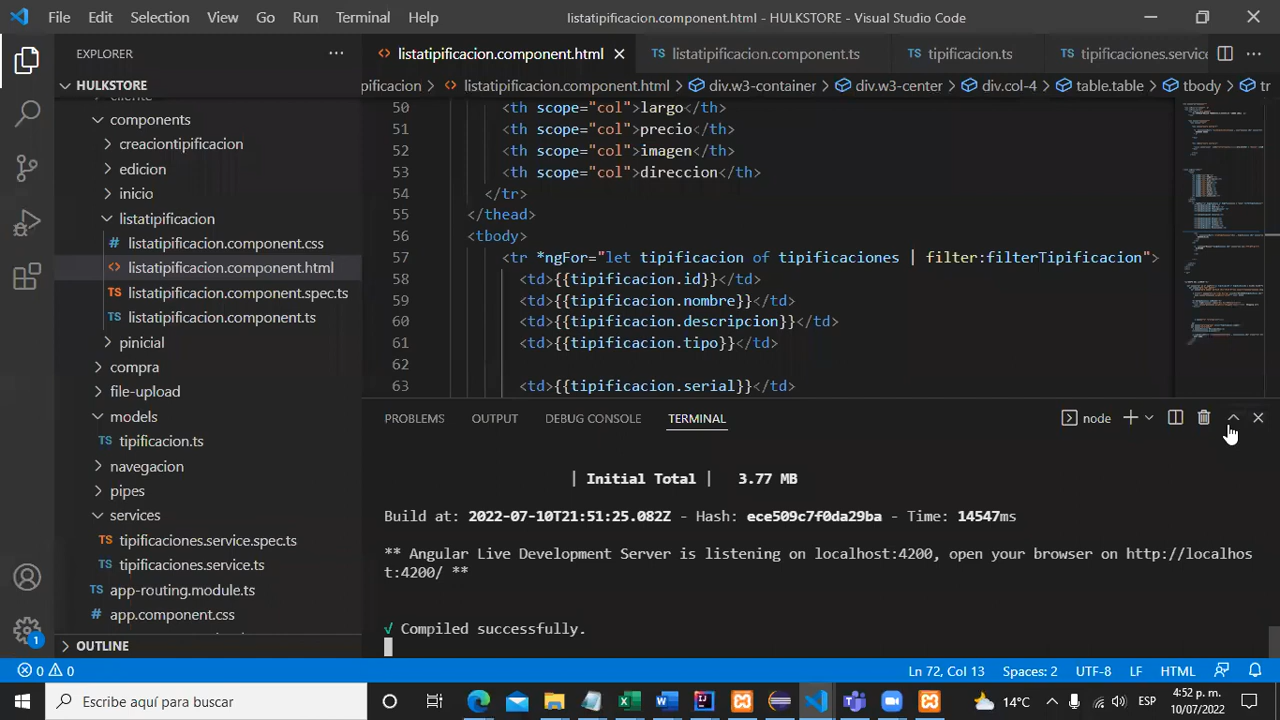 File Edit Selection View Go Run Terminal Help listatipificacion.component.html - HULKSTORE - Visual Studio Code
EXPLORER
HULKSTORE
components
creaciontipificacion
edicion
inicio
listatipificacion
listatipificacion.component.css
listatipificacion.component.html
listatipificacion.component.spec.ts
listatipificacion.component.ts
pinicial
compra
file-upload
models
tipificacion.ts
navegacion
pipes
services
tipificaciones.service.spec.ts
tipificaciones.service.ts
app-routing.module.ts
app.component.css
OUTLINE
listatipificacion.component.html listatipificacion.component.ts tipificacion.ts tipificaciones.servic
pificacion > listatipificacion.component.html > div.w3-container > div.w3-center > div.col-4 > table.table > tbody > tr
50 <th scope="col">largo</th>
51 <th scope="col">precio</th>
52 <th scope="col">imagen</th>
53 <th scope="col">direccion</th>
54 </tr>
55 </thead>
56 <tbody>
57 <tr *ngFor="let tipificacion of tipificaciones | filter:filterTipificacion">
58 <td>{{tipificacion.id}}</td>
59 <td>{{tipificacion.nombre}}</td>
60 <td>{{tipificacion.descripcion}}</td>
61 <td>{{tipificacion.tipo}}</td>
62
63 <td>{{tipificacion.serial}}</td>
PROBLEMS OUTPUT DEBUG CONSOLE TERMINAL node
| Initial Total | 3.77 MB
Build at: 2022-07-10T21:51:25.082Z - Hash: ece509c7f0da29ba - Time: 14547ms
** Angular Live Development Server is listening on localhost:4200, open your browser on http://localhos
t:4200/ **
√ Compiled successfully.
1
0 0 Ln 72, Col 13 Spaces: 2 UTF-8 LF HTML
Escribe aquí para buscar
14°C ESP
4:52 p. m.
10/07/2022